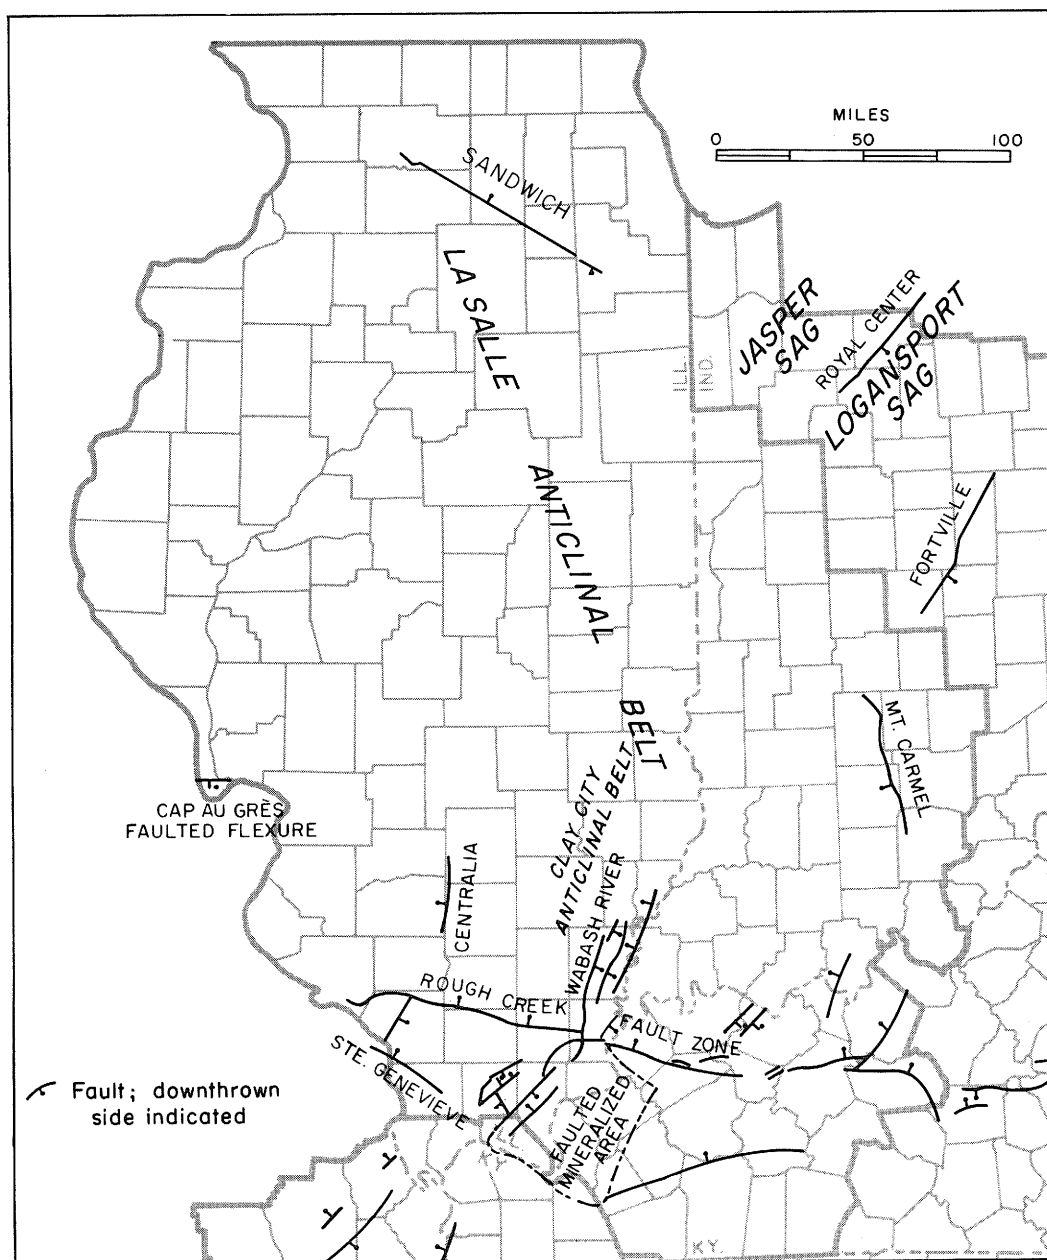 MILES
0 50 100
SANDWICH
LA SALLE
ANTICLINAL
BELT
JASPER
SAG
ROYAL CENTER
LOGANSPORT
SAG
ILL.
IND.
FORTVILLE
MT. CARMEL
CAP AU GRÈS
FAULTED FLEXURE
CLAY CITY
ANTICLINAL BELT
WABASH RIVER
CENTRALIA
ROUGH CREEK
FAULT ZONE
STE. GENEVIEVE
Fault; downthrown
side indicated
FAULTED
MINERALIZED
AREA
KY.
KY.